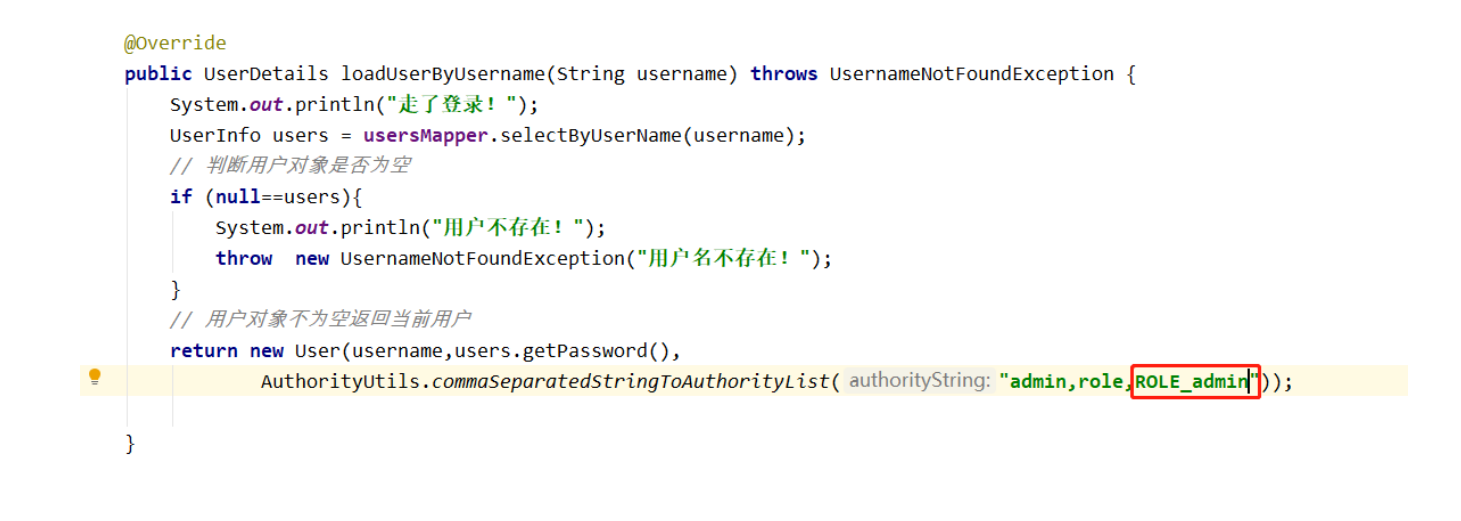 @Override
public UserDetails loadUserByUsername(String username) throws UsernameNotFoundException {
System.out.println("走了登录！");
UserInfo users = usersMapper.selectByUserName(username);
// 判断用户对象是否为空
if (null==users){
System.out.println("用户不存在！");
throw  new UsernameNotFoundException("用户名不存在！");
}
// 用户对象不为空返回当前用户
return new User(username,users.getPassword(),
AuthorityUtils.commaSeparatedStringToAuthorityList( authorityString: "admin,role,ROLE_admin"));
}